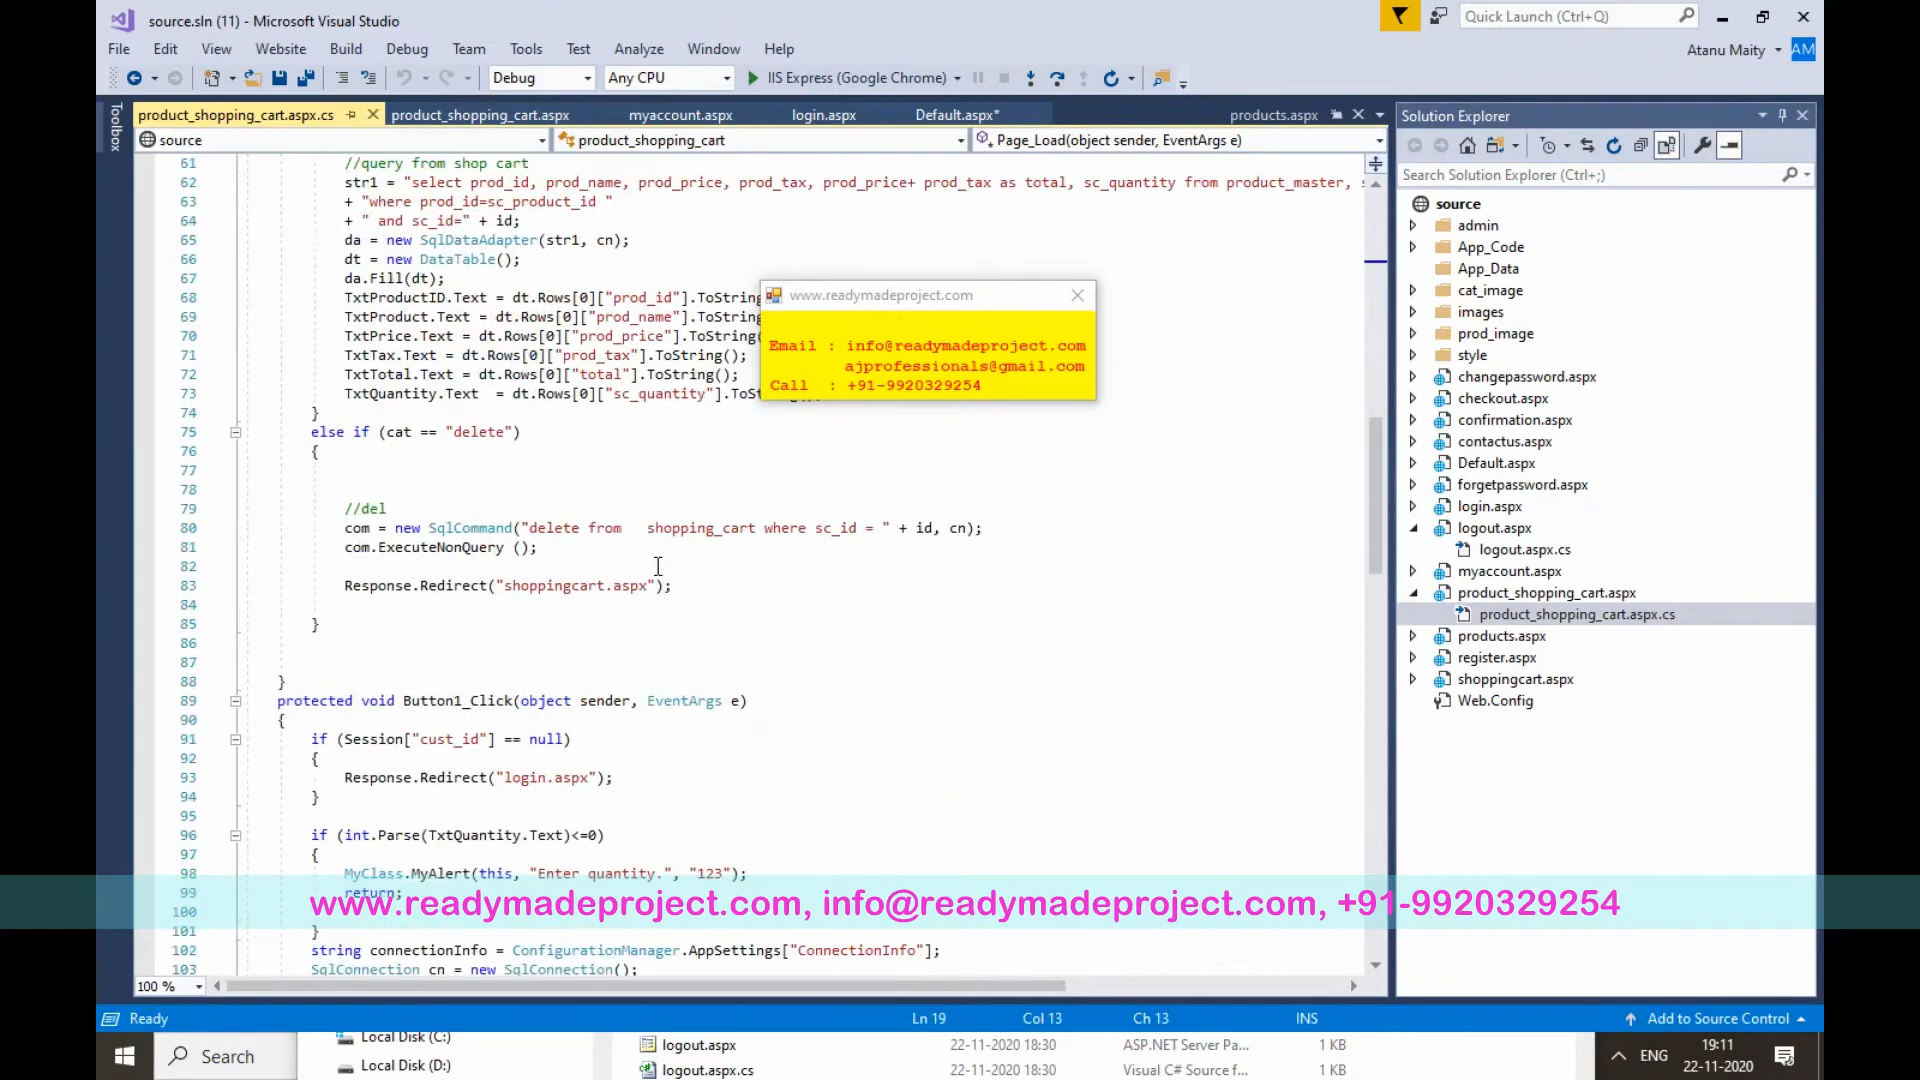 source.sln (11) - Microsoft Visual Studio
Quick Launch (Ctrl+Q)
File Edit View Website Build Debug Team Tools Test Analyze Window Help
Atanu Maity AM
Debug Any CPU IIS Express (Google Chrome)
Toolbox
product_shopping_cart.aspx.cs product_shopping_cart.aspx myaccount.aspx login.aspx Default.aspx* products.aspx
source product_shopping_cart Page_Load(object sender, EventArgs e)
61 //query from shop cart
62 str1 = "select prod_id, prod_name, prod_price, prod_tax, prod_price+ prod_tax as total, sc_quantity from product_master,
63 + "where prod_id=sc_product_id "
64 + " and sc_id=" + id;
65 da = new SqlDataAdapter(str1, cn);
66 dt = new DataTable();
67 da.Fill(dt);
68 TxtProductID.Text = dt.Rows[0]["prod_id"].ToString
69 TxtProduct.Text = dt.Rows[0]["prod_name"].ToString
70 TxtPrice.Text = dt.Rows[0]["prod_price"].ToString
71 TxtTax.Text = dt.Rows[0]["prod_tax"].ToString();
72 TxtTotal.Text = dt.Rows[0]["total"].ToString();
73 TxtQuantity.Text  = dt.Rows[0]["sc_quantity"].ToSt
74 }
75 else if (cat == "delete")
76 {
77
78
79 //del
80 com = new SqlCommand("delete from   shopping_cart where sc_id = " + id, cn);
81 com.ExecuteNonQuery ();
82
83 Response.Redirect("shoppingcart.aspx");
84
85 }
86
87
88 }
89 protected void Button1_Click(object sender, EventArgs e)
90 {
91 if (Session["cust_id"] == null)
92 {
93 Response.Redirect("login.aspx");
94 }
95
96 if (int.Parse(TxtQuantity.Text)<=0)
97 {
98 MyClass.MyAlert(this, "Enter quantity.", "123");
99 return;
100
101 }
102 string connectionInfo = ConfigurationManager.AppSettings["ConnectionInfo"];
103 SqlConnection cn = new SqlConnection();
100 %
www.readymadeproject.com
Email : info@readymadeproject.com
ajprofessionals@gmail.com
Call : +91-9920329254
www.readymadeproject.com, info@readymadeproject.com, +91-9920329254
Solution Explorer
Search Solution Explorer (Ctrl+;)
source
admin
App_Code
App_Data
cat_image
images
prod_image
style
changepassword.aspx
checkout.aspx
confirmation.aspx
contactus.aspx
Default.aspx
forgetpassword.aspx
login.aspx
logout.aspx
logout.aspx.cs
myaccount.aspx
product_shopping_cart.aspx
product_shopping_cart.aspx.cs
products.aspx
register.aspx
shoppingcart.aspx
Web.Config
Ready Ln 19 Col 13 Ch 13 INS Add to Source Control
Search
Local Disk (C:)
Local Disk (D:)
logout.aspx 22-11-2020 18:30 ASP.NET Server Pa... 1 KB
logout.aspx.cs 22-11-2020 18:30 Visual C# Source f... 1 KB
ENG
19:11
22-11-2020